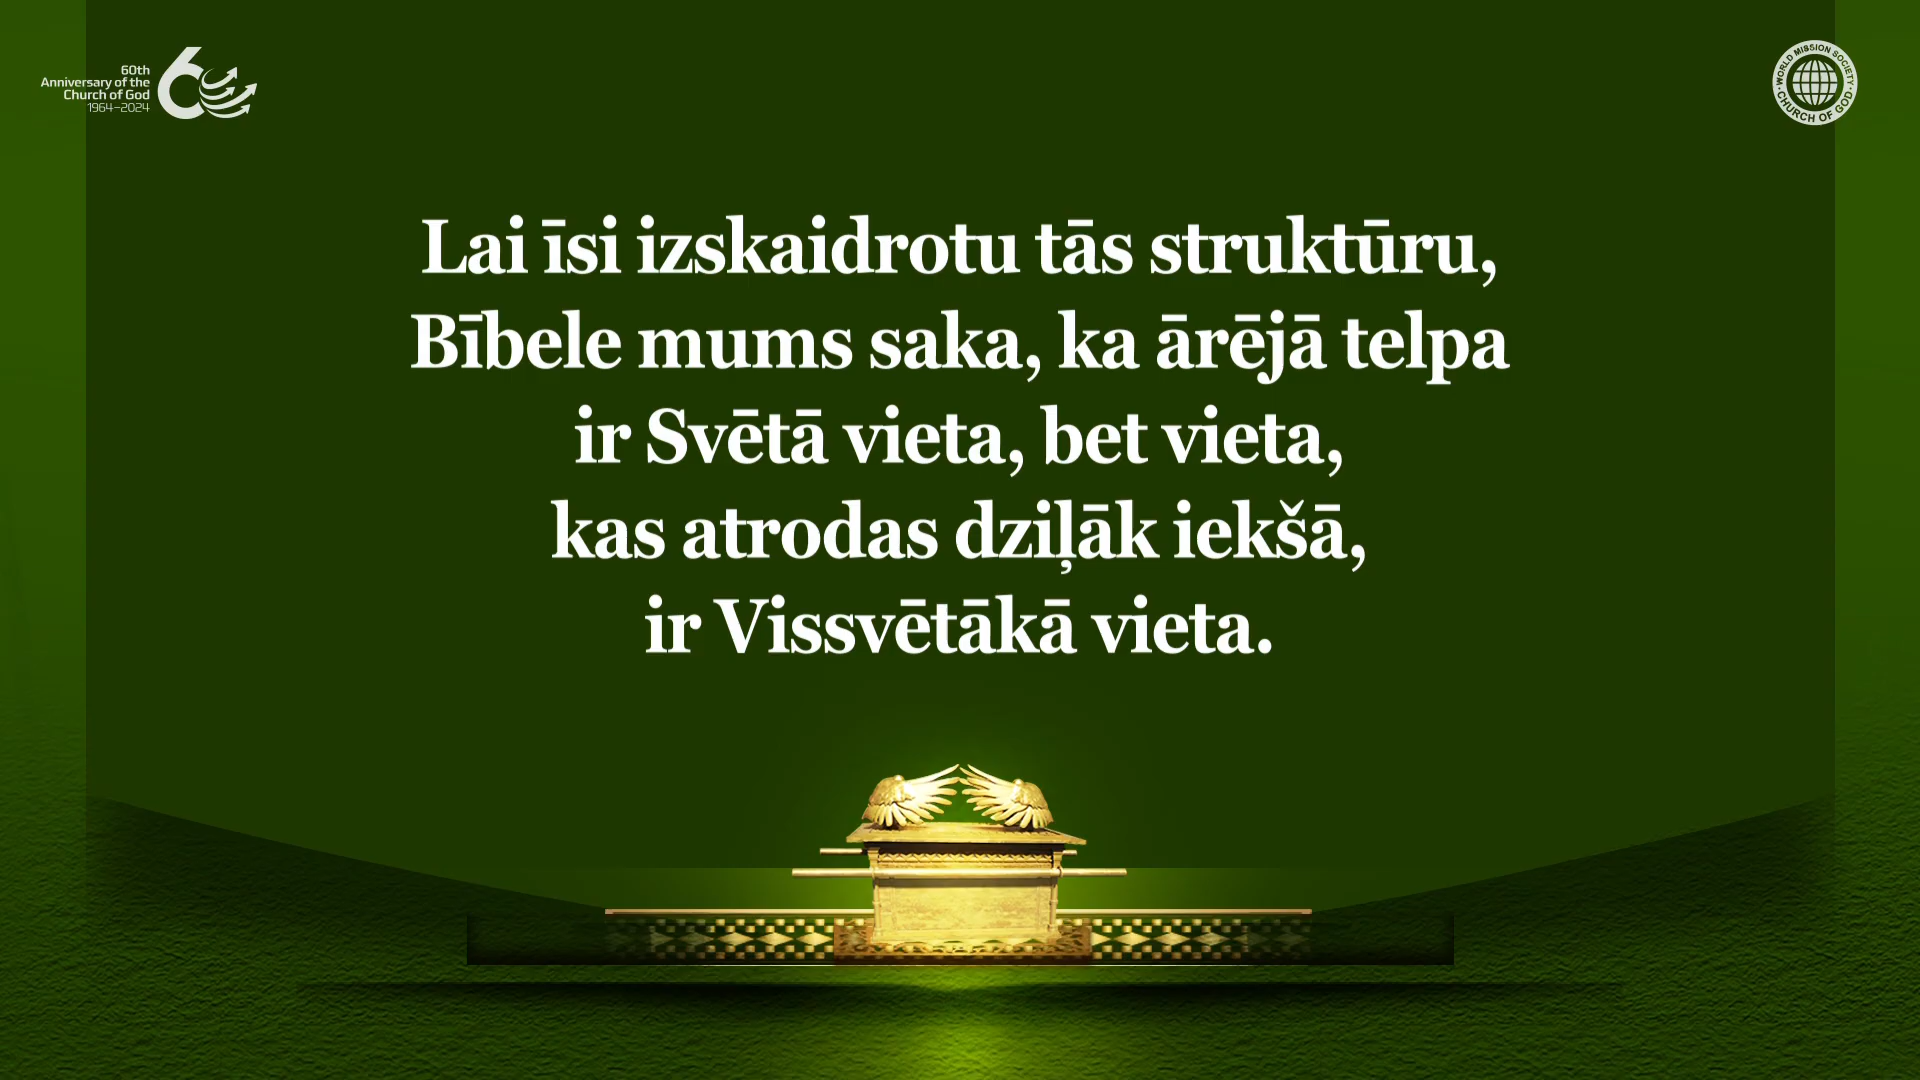 60th
Anniversary of the
Church of God
1964–2024
WORLD MISSION SOCIETY
CHURCH OF GOD
Lai īsi izskaidrotu tās struktūru,
Bībele mums saka, ka ārējā telpa
ir Svētā vieta, bet vieta,
kas atrodas dziļāk iekšā,
ir Vissvētākā vieta.